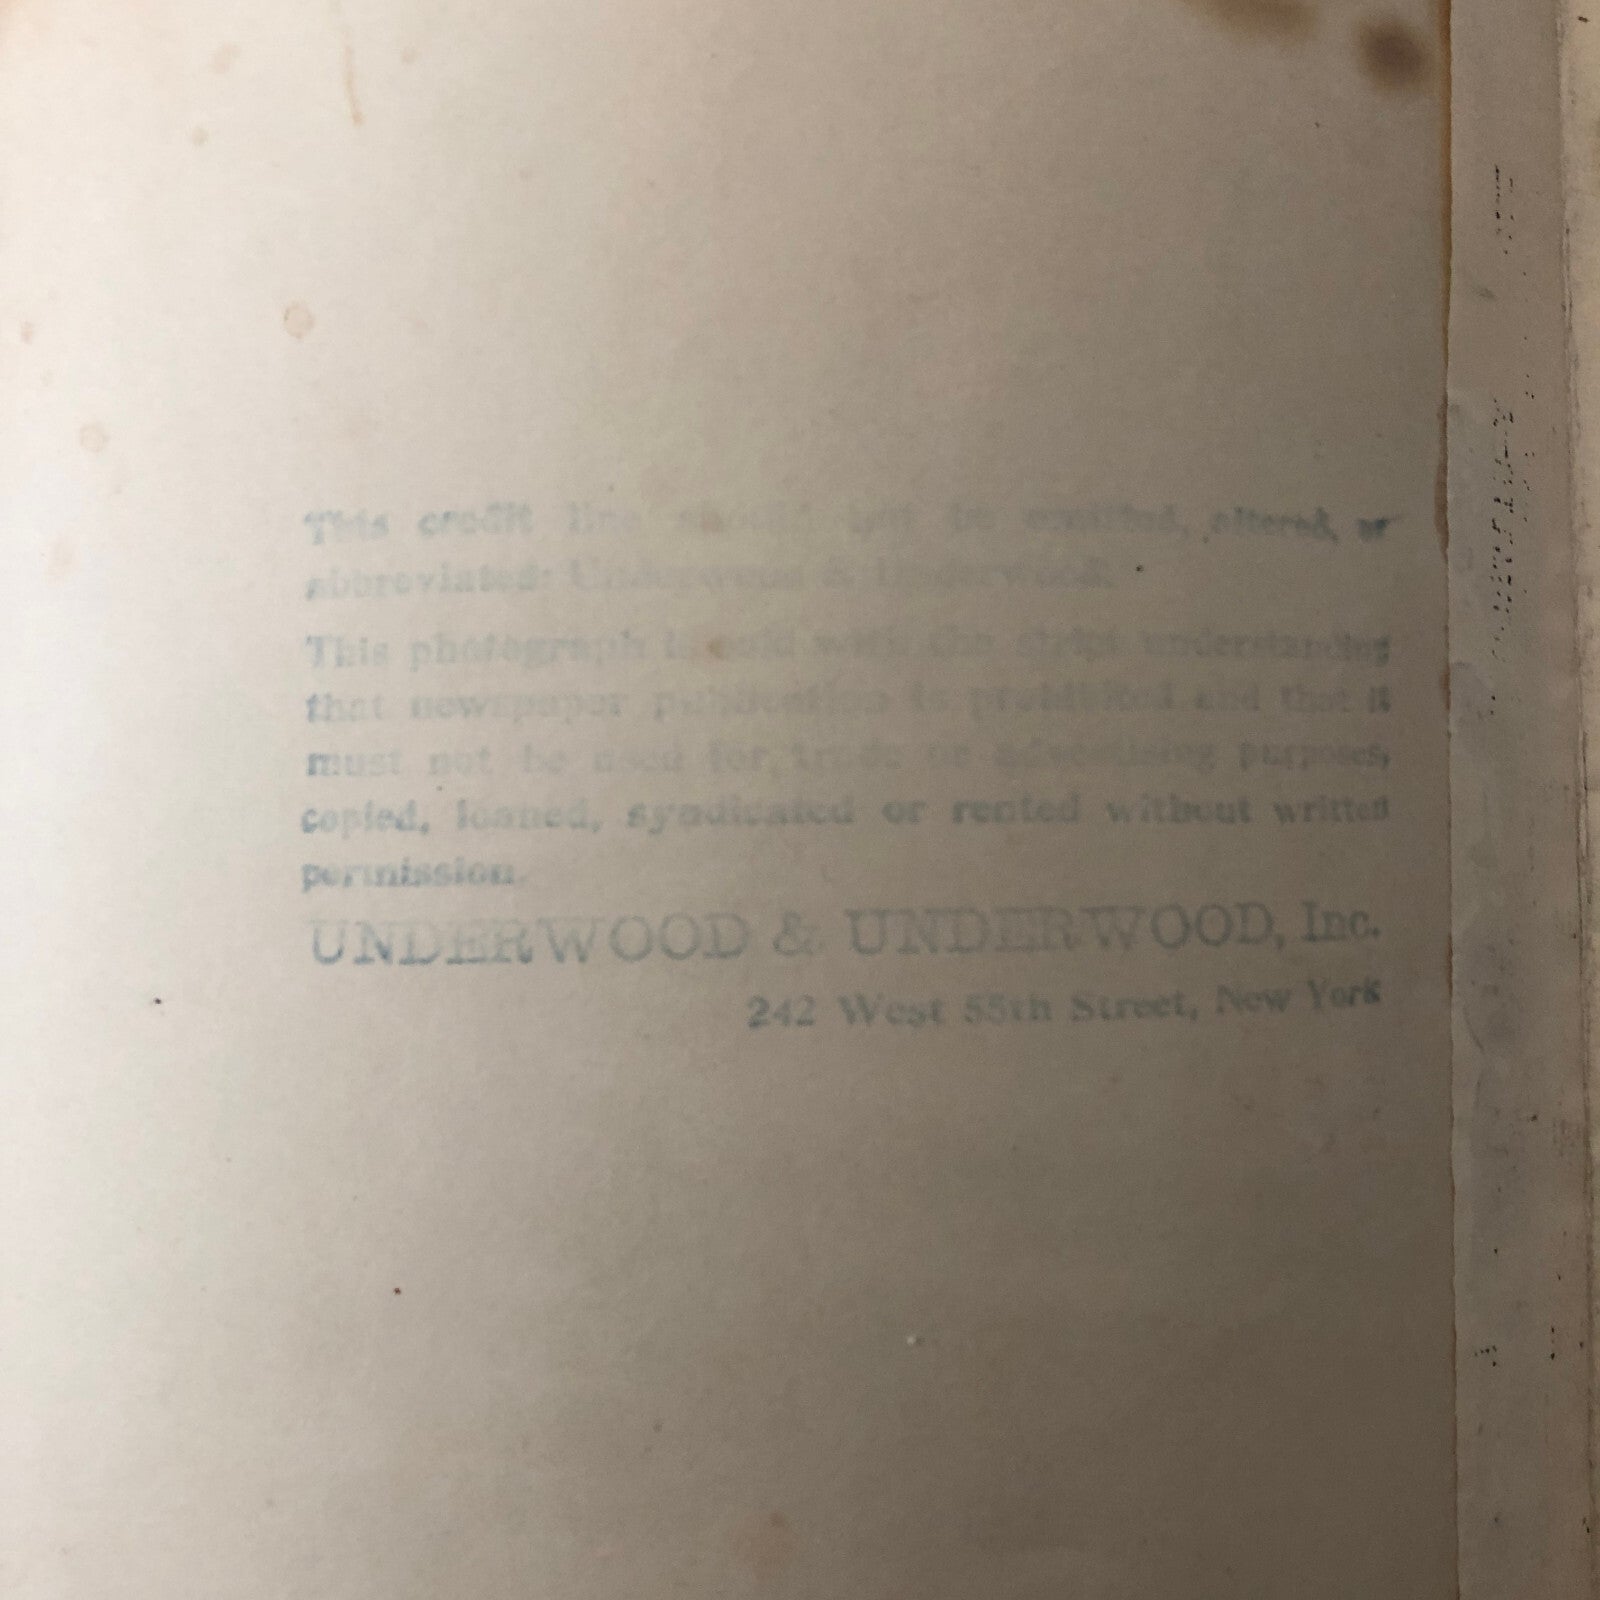 This credit line should not be omitted, altered, or
abbreviated: Underwood & Underwood.
This photograph is sold with the strict understanding
that newspaper publication is prohibited and that it
must not be used for trade or advertising purposes,
copied, loaned, syndicated or rented without written
permission.
UNDERWOOD & UNDERWOOD, Inc.
242 West 55th Street, New York